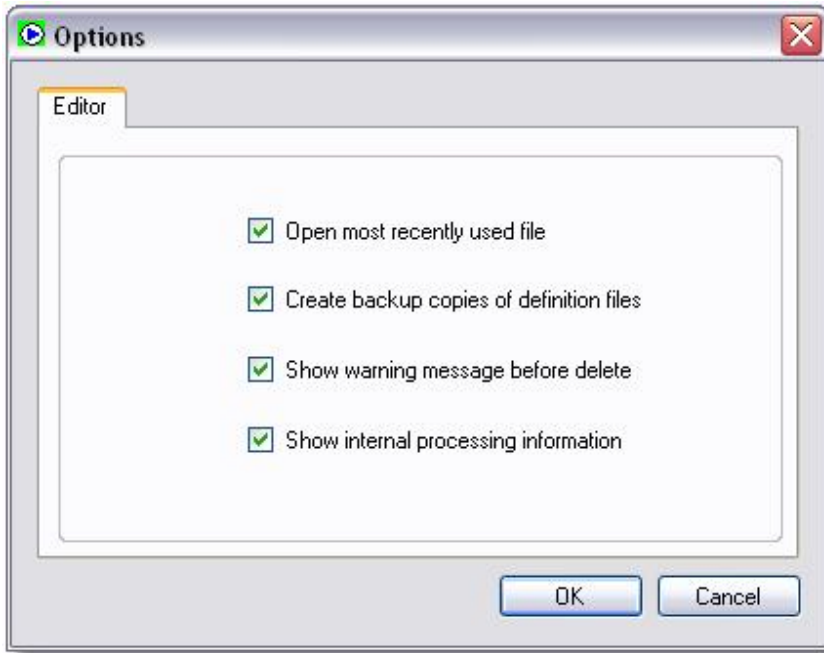 Options
Editor
Open most recently used file
Create backup copies of definition files
Show warning message before delete
Show internal processing information
OK Cancel